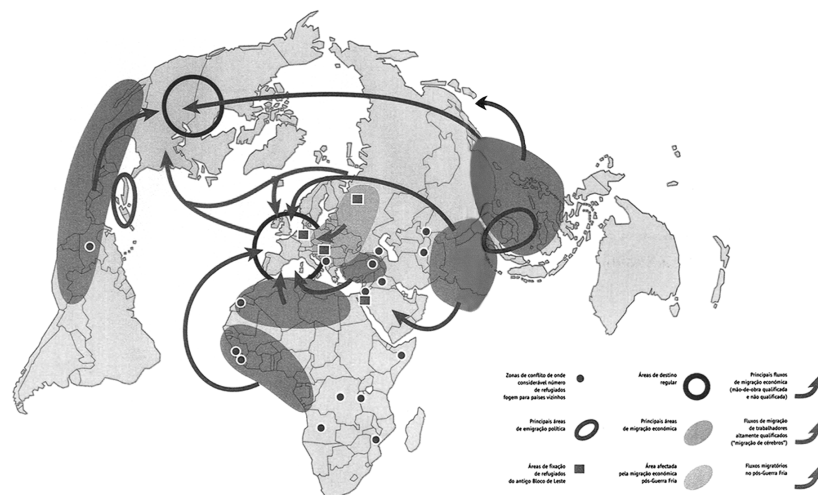 Zonas de conflito de onde
considerável número
de refugiados
fogem para países vizinhos
Áreas de destino
regular
Principais fluxos
de migração económica
(mão-de-obra qualificada
e não qualificada)
Principais áreas
de emigração política
Principais áreas
de migração económica
Fluxos de migração
de trabalhadores
altamente qualificados
("migração de cérebros")
Áreas de fixação
de refugiados
do antigo Bloco de Leste
Área afectada
pela migração económica
pós-Guerra Fria
Fluxos migratórios
no pós-Guerra Fria